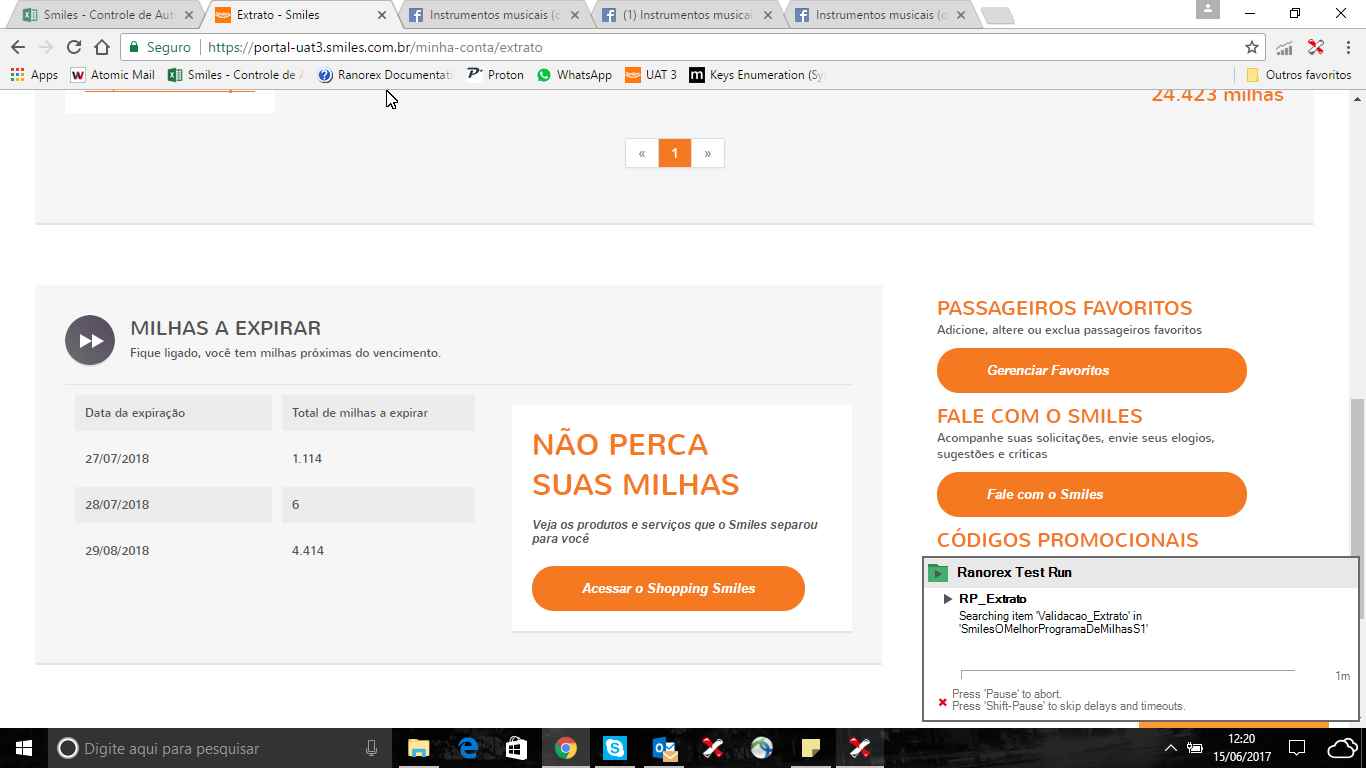 Smiles - Controle de Aut
Extrato - Smiles
Instrumentos musicais (c
(1) Instrumentos musicai
Instrumentos musicais (c
Seguro
https://portal-uat3.smiles.com.br/minha-conta/extrato
Apps
Atomic Mail
Smiles - Controle de A
Ranorex Documentati
Proton
WhatsApp
UAT 3
Keys Enumeration (Sy
Outros favoritos
24.423 milhas
« 1 »
MILHAS A EXPIRAR
Fique ligado, você tem milhas próximas do vencimento.
Data da expiração Total de milhas a expirar
27/07/2018 1.114
28/07/2018 6
29/08/2018 4.414
NÃO PERCA
SUAS MILHAS
Veja os produtos e serviços que o Smiles separou
para você
Acessar o Shopping Smiles
PASSAGEIROS FAVORITOS
Adicione, altere ou exclua passageiros favoritos
Gerenciar Favoritos
FALE COM O SMILES
Acompanhe suas solicitações, envie seus elogios,
sugestões e críticas
Fale com o Smiles
CÓDIGOS PROMOCIONAIS
Ranorex Test Run
RP_Extrato
Searching item 'Validacao_Extrato' in
'SmilesOMelhorProgramaDeMilhasS1'
1m
Press 'Pause' to abort.
Press 'Shift-Pause' to skip delays and timeouts.
Digite aqui para pesquisar
12:20
15/06/2017